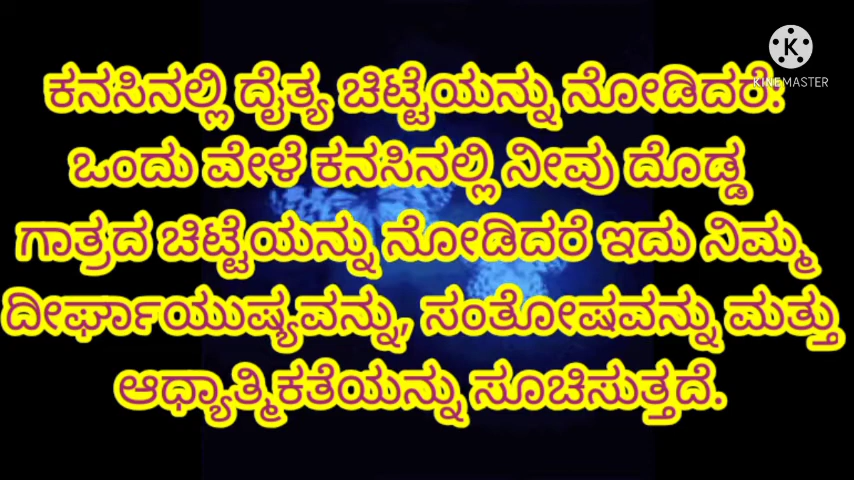 K
KINEMASTER
ಕನಸಿನಲ್ಲಿ ದೈತ್ಯ ಚಿಟ್ಟೆಯನ್ನು ನೋಡಿದರೆ:
ಒಂದು ವೇಳೆ ಕನಸಿನಲ್ಲಿ ನೀವು ದೊಡ್ಡ
ಗಾತ್ರದ ಚಿಟ್ಟೆಯನ್ನು ನೋಡಿದರೆ ಇದು ನಿಮ್ಮ
ದೀರ್ಘಾಯುಷ್ಯವನ್ನು, ಸಂತೋಷವನ್ನು ಮತ್ತು
ಆಧ್ಯಾತ್ಮಿಕತೆಯನ್ನು ಸೂಚಿಸುತ್ತದೆ.